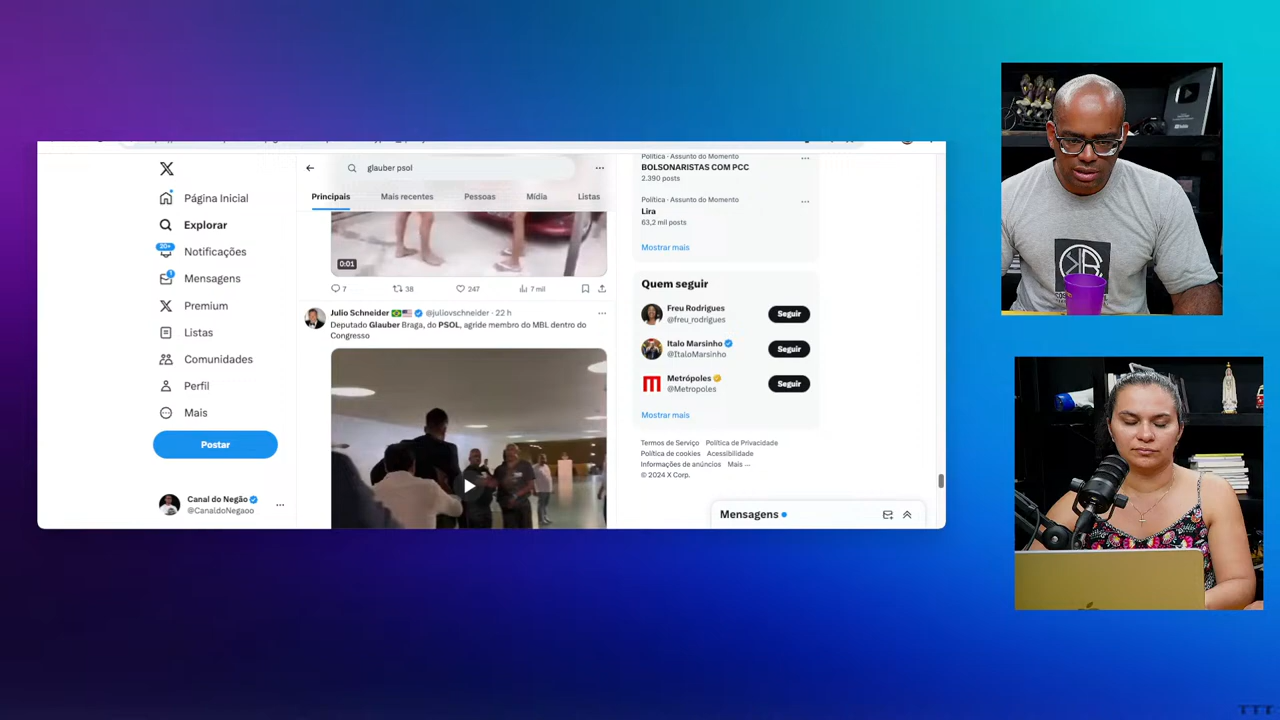 Página Inicial
Explorar
20+
Notificações
1
Mensagens
Premium
Listas
Comunidades
Perfil
Mais
Postar
Canal do Negão
@CanaldoNegaoo
glauber psol
Principais
Mais recentes
Pessoas
Mídia
Listas
0:01
7
38
247
7 mil
Julio Schneider @juliovschneider · 22 h
Deputado Glauber Braga, do PSOL, agride membro do MBL dentro do
Congresso
Política · Assunto do Momento
BOLSONARISTAS COM PCC
2.390 posts
Política · Assunto do Momento
Lira
63,2 mil posts
Mostrar mais
Quem seguir
Freu Rodrigues
@freu_rodrigues
Seguir
Italo Marsinho
@ItaloMarsinho
Seguir
Metrópoles
@Metropoles
Seguir
Mostrar mais
Termos de Serviço Política de Privacidade
Política de cookies Acessibilidade
Informações de anúncios Mais ...
© 2024 X Corp.
Mensagens